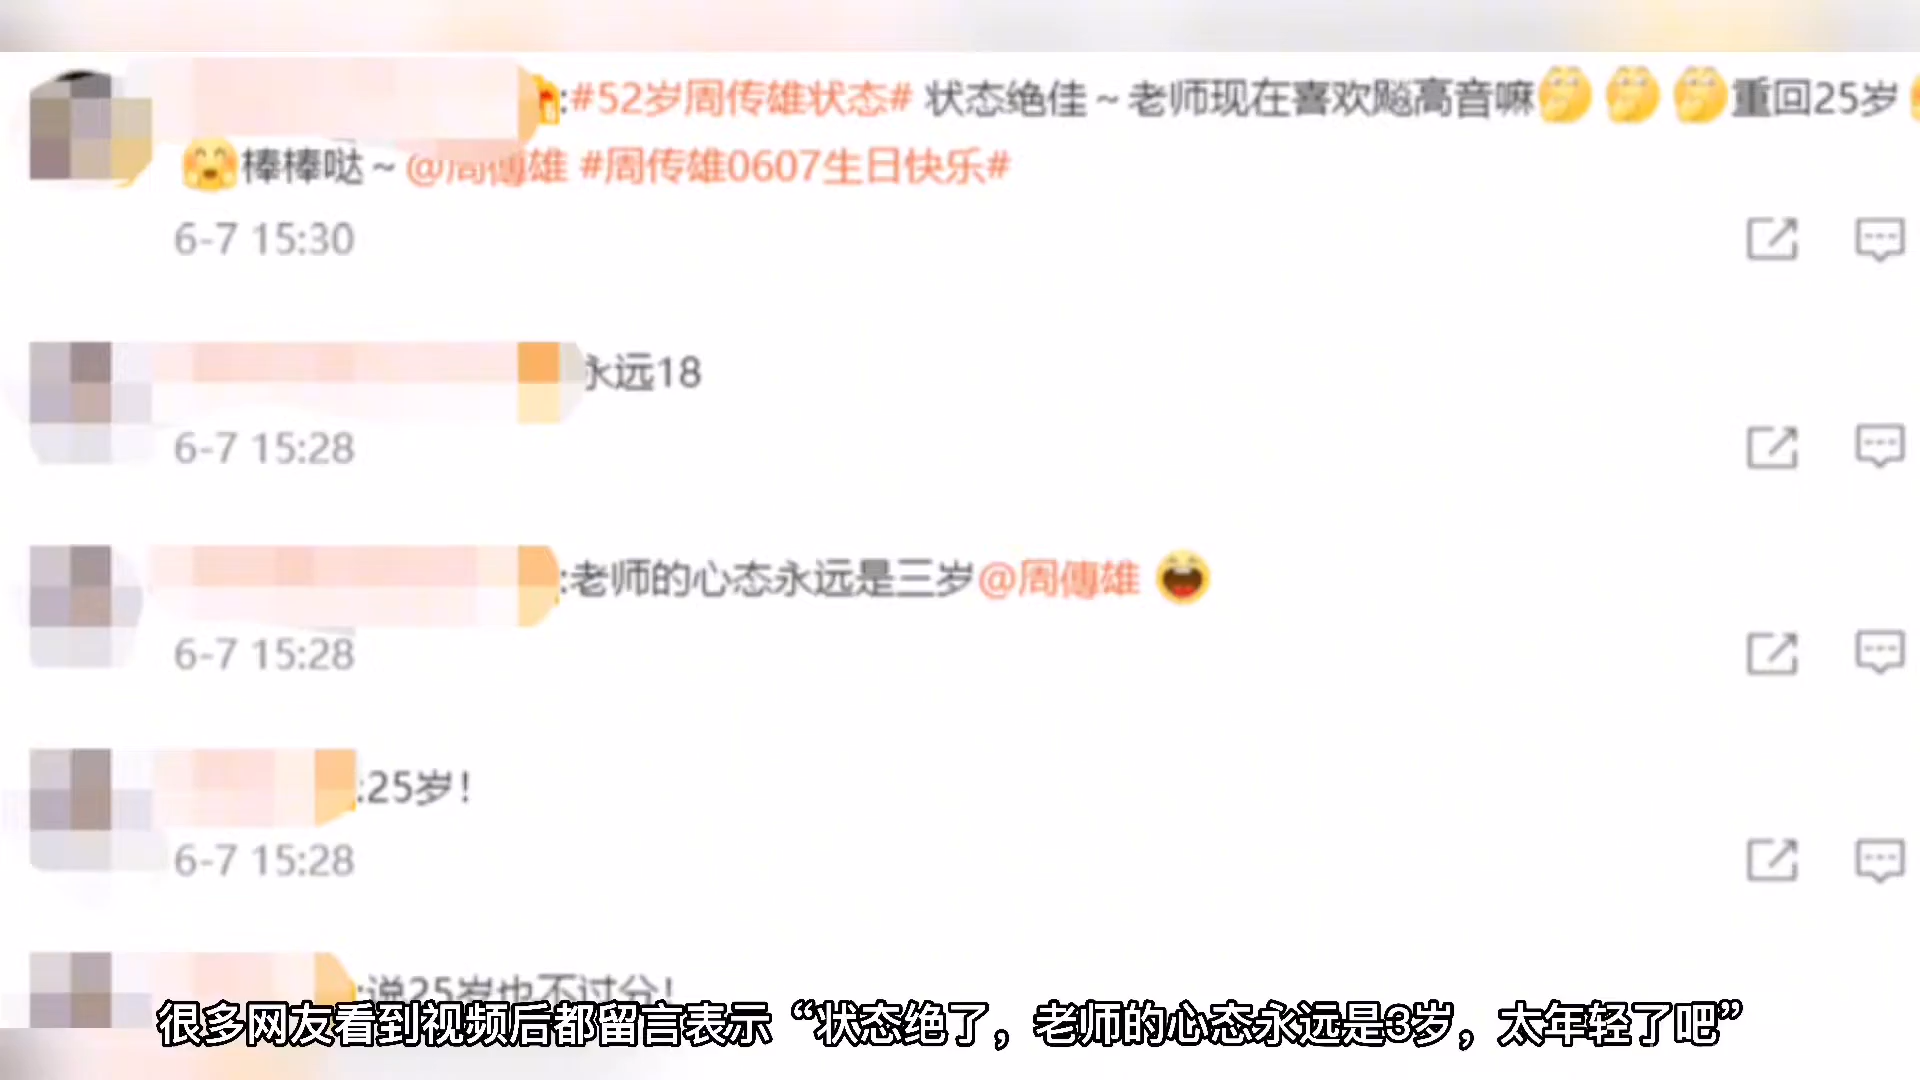 :#52岁周传雄状态# 状态绝佳～老师现在喜欢飚高音嘛重回25岁
棒棒哒～@周傳雄 #周传雄0607生日快乐#
6-7 15:30
永远18
6-7 15:28
:老师的心态永远是三岁@周傳雄
6-7 15:28
:25岁！
6-7 15:28
:说25岁也不过分！
很多网友看到视频后都留言表示“状态绝了，老师的心态永远是3岁，太年轻了吧”